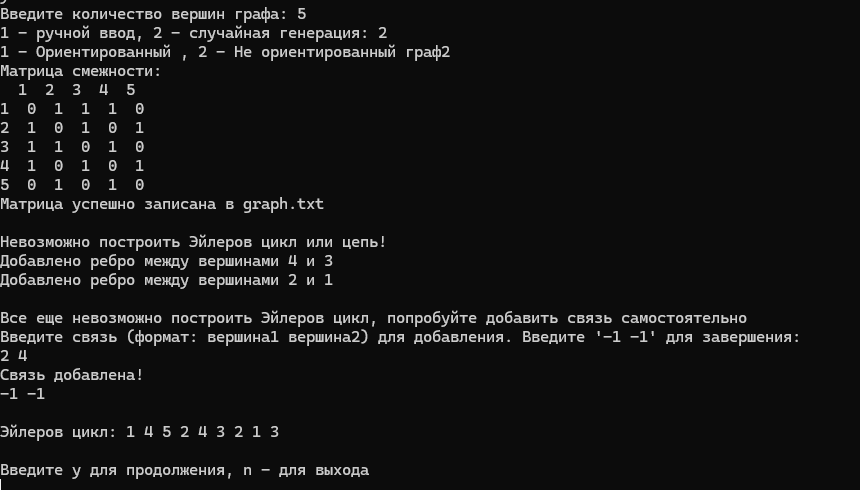 Введите количество вершин графа: 5
1 - ручной ввод, 2 - случайная генерация: 2
1 - Ориентированный , 2 - Не ориентированный граф2
Матрица смежности:
1 2 3 4 5
1 0 1 1 1 0
2 1 0 1 0 1
3 1 1 0 1 0
4 1 0 1 0 1
5 0 1 0 1 0
Матрица успешно записана в graph.txt
Невозможно построить Эйлеров цикл или цепь!
Добавлено ребро между вершинами 4 и 3
Добавлено ребро между вершинами 2 и 1
Все еще невозможно построить Эйлеров цикл, попробуйте добавить связь самостоятельно
Введите связь (формат: вершина1 вершина2) для добавления. Введите '-1 -1' для завершения:
2 4
Связь добавлена!
-1 -1
Эйлеров цикл: 1 4 5 2 4 3 2 1 3
Введите y для продолжения, n - для выхода